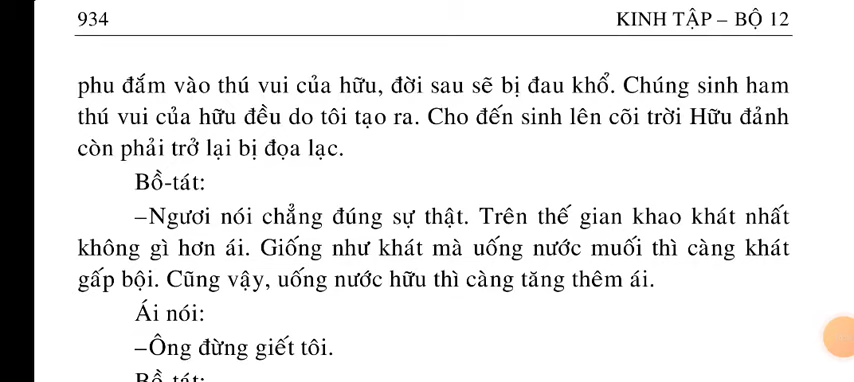 934 KINH TẬP – BỘ 12
phu đắm vào thú vui của hữu, đời sau sẽ bị đau khổ. Chúng sinh ham
thú vui của hữu đều do tôi tạo ra. Cho đến sinh lên cõi trời Hữu đảnh
còn phải trở lại bị đọa lạc.
Bồ-tát:
–Ngươi nói chẳng đúng sự thật. Trên thế gian khao khát nhất
không gì hơn ái. Giống như khát mà uống nước muối thì càng khát
gấp bội. Cũng vậy, uống nước hữu thì càng tăng thêm ái.
Ái nói:
–Ông đừng giết tôi.
Bồ-tát: